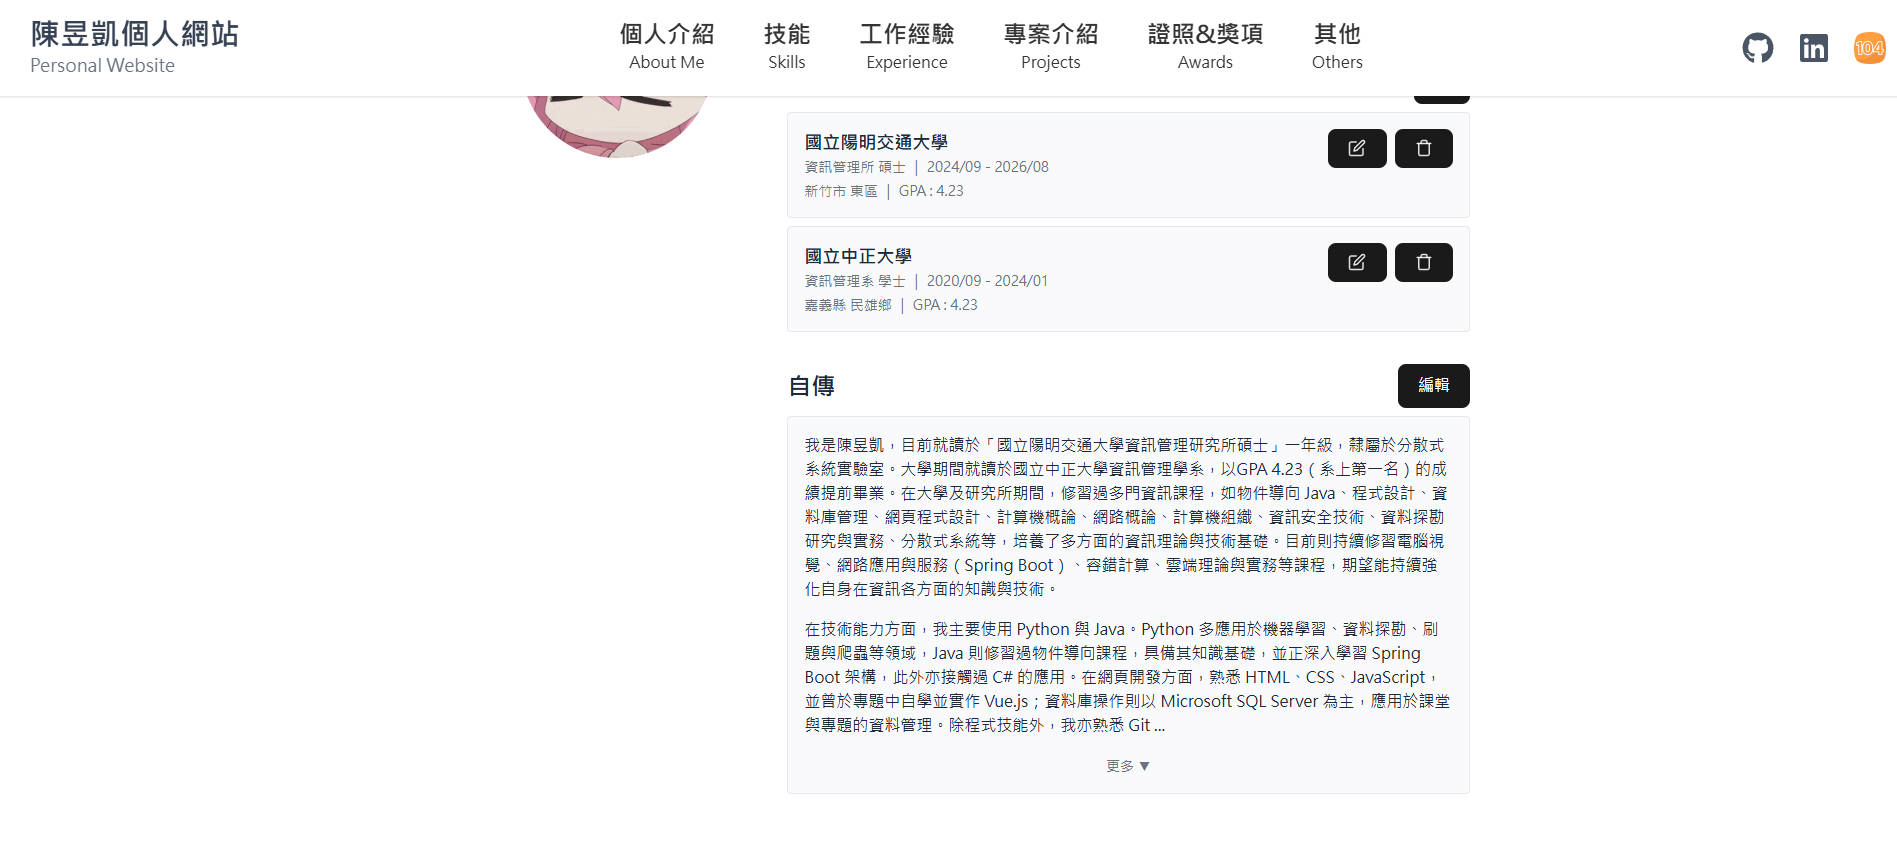 陳昱凱個人網站
Personal Website
個人介紹
About Me
技能
Skills
工作經驗
Experience
專案介紹
Projects
證照&獎項
Awards
其他
Others
104
國立陽明交通大學
資訊管理所 碩士 | 2024/09 - 2026/08
新竹市 東區 | GPA : 4.23
國立中正大學
資訊管理系 學士 | 2020/09 - 2024/01
嘉義縣 民雄鄉 | GPA : 4.23
自傳
編輯
我是陳昱凱，目前就讀於「國立陽明交通大學資訊管理研究所碩士」一年級，隸屬於分散式
系統實驗室。大學期間就讀於國立中正大學資訊管理學系，以GPA 4.23（系上第一名）的成
績提前畢業。在大學及研究所期間，修習過多門資訊課程，如物件導向 Java、程式設計、資
料庫管理、網頁程式設計、計算機概論、網路概論、計算機組織、資訊安全技術、資料探勘
研究與實務、分散式系統等，培養了多方面的資訊理論與技術基礎。目前則持續修習電腦視
覺、網路應用與服務（Spring Boot）、容錯計算、雲端理論與實務等課程，期望能持續強
化自身在資訊各方面的知識與技術。
在技術能力方面，我主要使用 Python 與 Java。Python 多應用於機器學習、資料探勘、刷
題與爬蟲等領域，Java 則修習過物件導向課程，具備其知識基礎，並正深入學習 Spring
Boot 架構，此外亦接觸過 C# 的應用。在網頁開發方面，熟悉 HTML、CSS、JavaScript，
並曾於專題中自學並實作 Vue.js；資料庫操作則以 Microsoft SQL Server 為主，應用於課堂
與專題的資料管理。除程式技能外，我亦熟悉 Git ...
更多 ▼